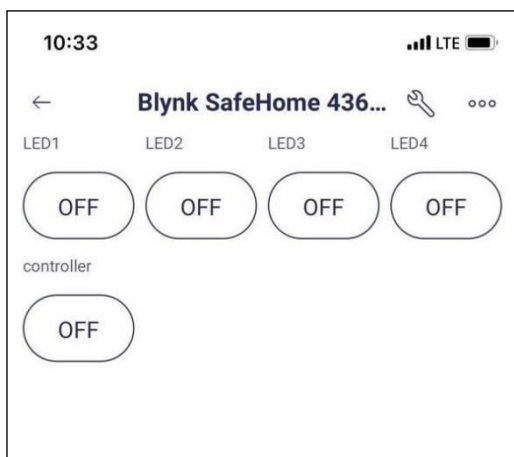 10:33 LTE
Blynk SafeHome 436...
LED1 LED2 LED3 LED4
OFF OFF OFF OFF
controller
OFF